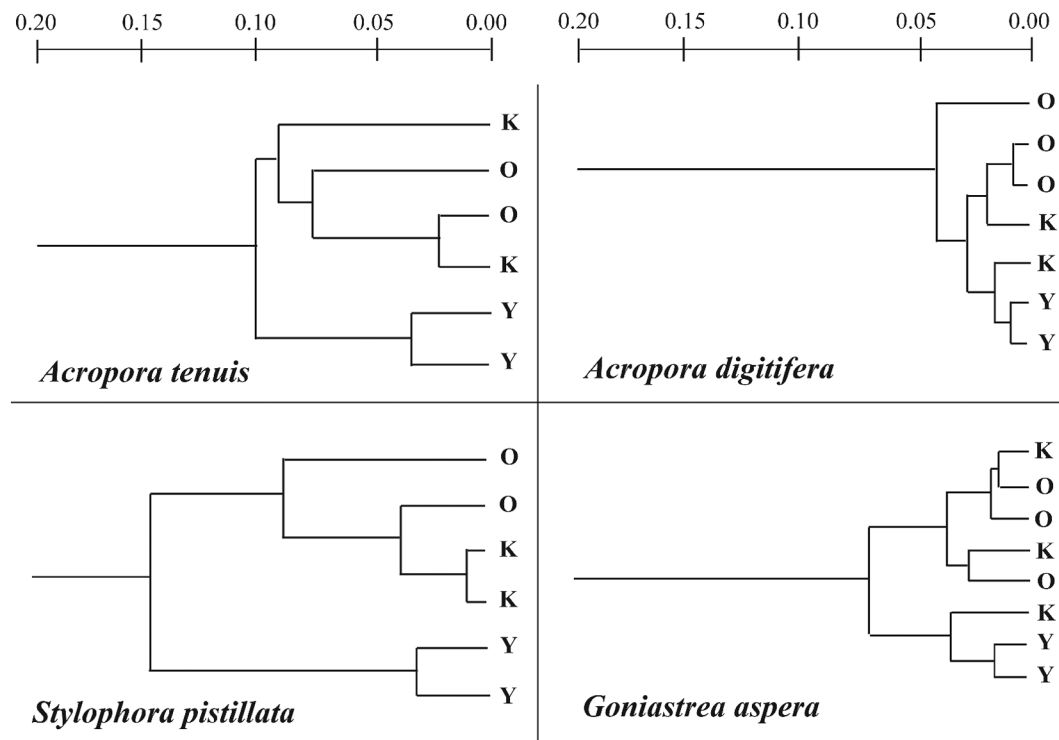 0.20 0.15 0.10 0.05 0.00
0.20 0.15 0.10 0.05 0.00
K
O
O
K
Y
Y
Acropora tenuis
O
O
O
K
K
Y
Y
Acropora digitifera
O
O
K
K
Y
Y
Stylophora pistillata
K
O
O
K
O
K
Y
Y
Goniastrea aspera